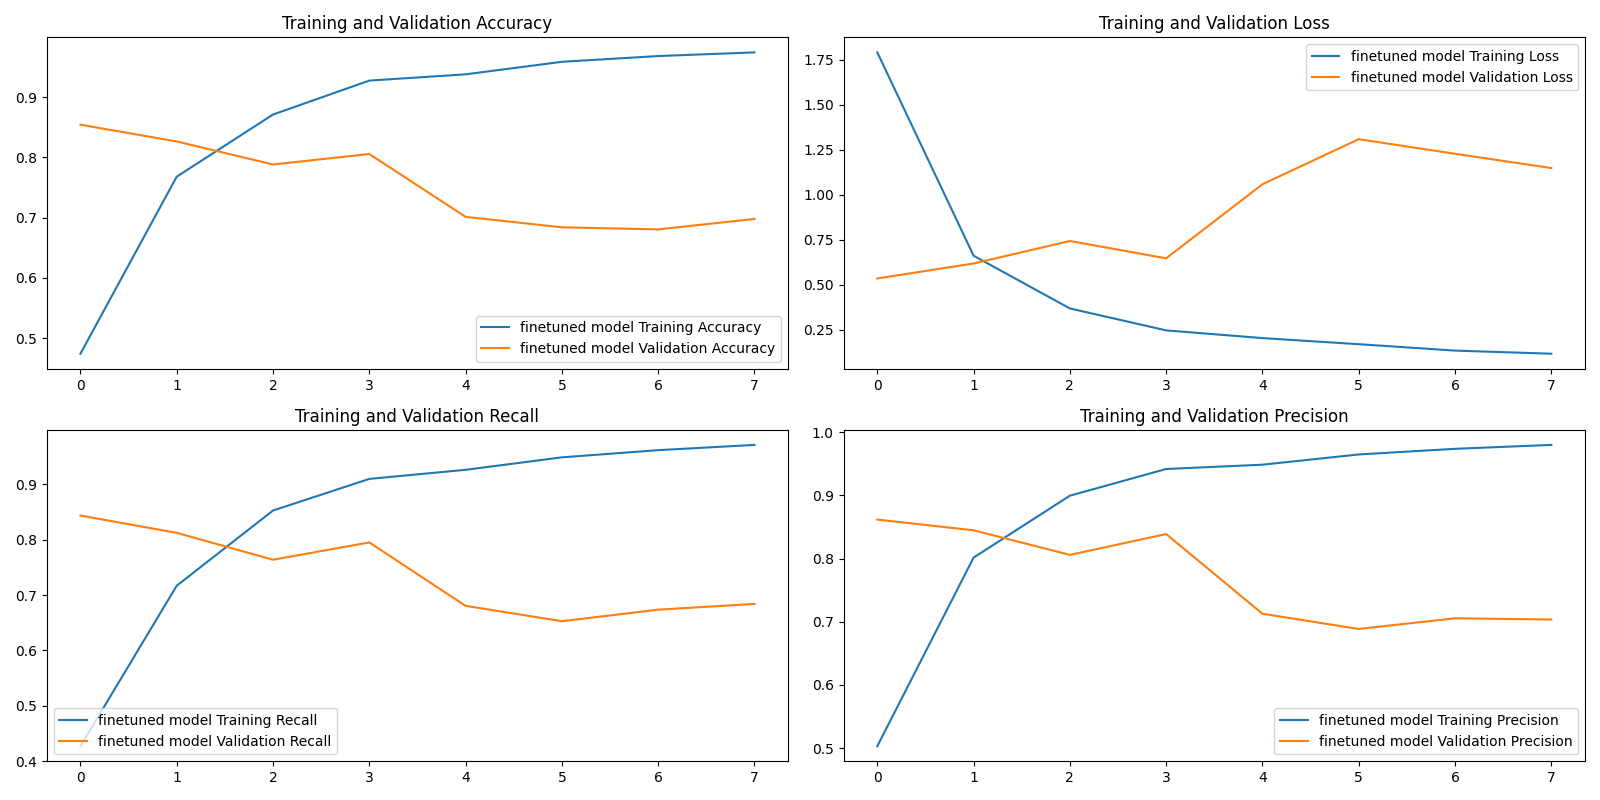 Training and Validation Accuracy
0.9
0.8
0.7
0.6
0.5
finetuned model Training Accuracy
finetuned model Validation Accuracy
0 1 2 3 4 5 6 7
Training and Validation Loss
1.75
1.50
1.25
1.00
0.75
0.50
0.25
finetuned model Training Loss
finetuned model Validation Loss
0 1 2 3 4 5 6 7
Training and Validation Recall
0.9
0.8
0.7
0.6
0.5
0.4
finetuned model Training Recall
finetuned model Validation Recall
0 1 2 3 4 5 6 7
Training and Validation Precision
1.0
0.9
0.8
0.7
0.6
0.5
finetuned model Training Precision
finetuned model Validation Precision
0 1 2 3 4 5 6 7